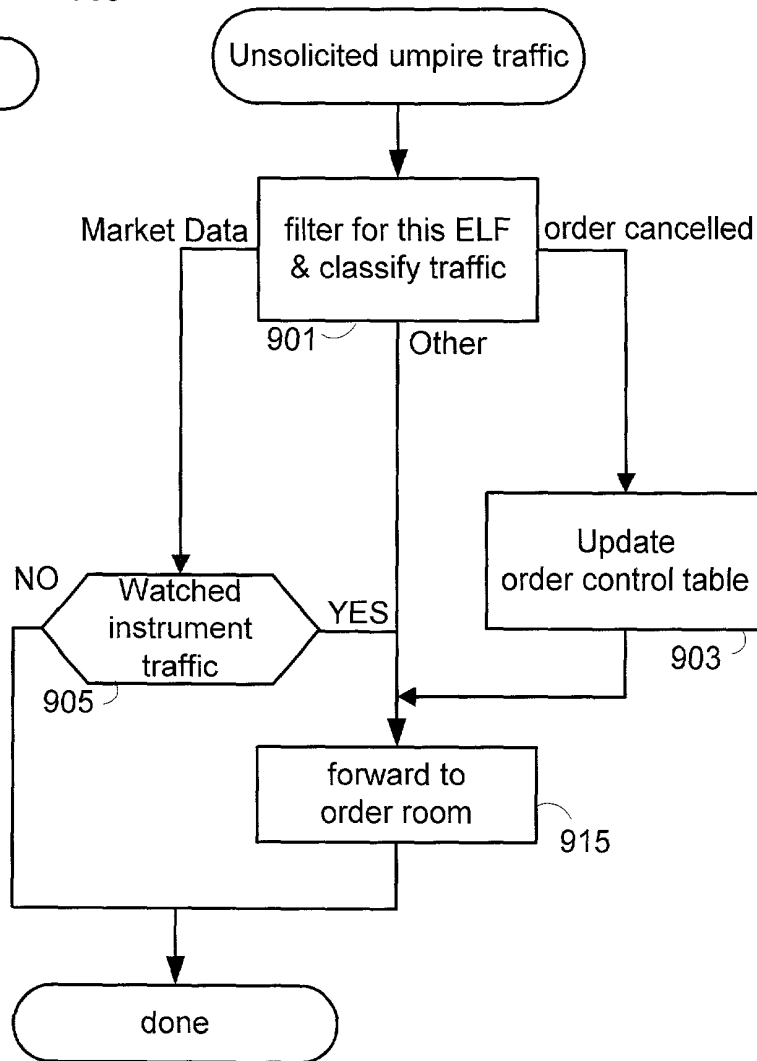 Unsolicited umpire traffic
Market Data
filter for this ELF
& classify traffic
order cancelled
901
Other
Update
order control table
903
NO
Watched
instrument
traffic
YES
905
forward to
order room
915
done